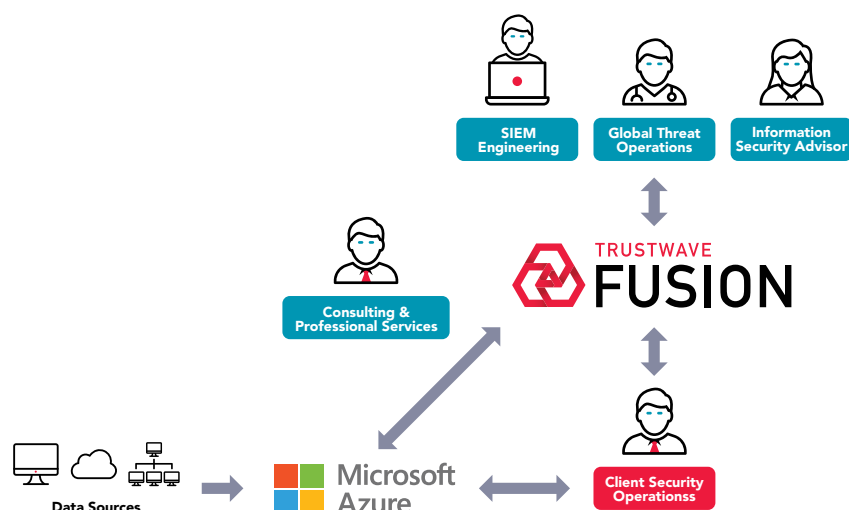 SIEM
Engineering
Global Threat
Operations
Information
Security Advisor
TRUSTWAVE
FUSION
Consulting &
Professional Services
Microsoft
Azure
Client Security
Operationss
Data Sources